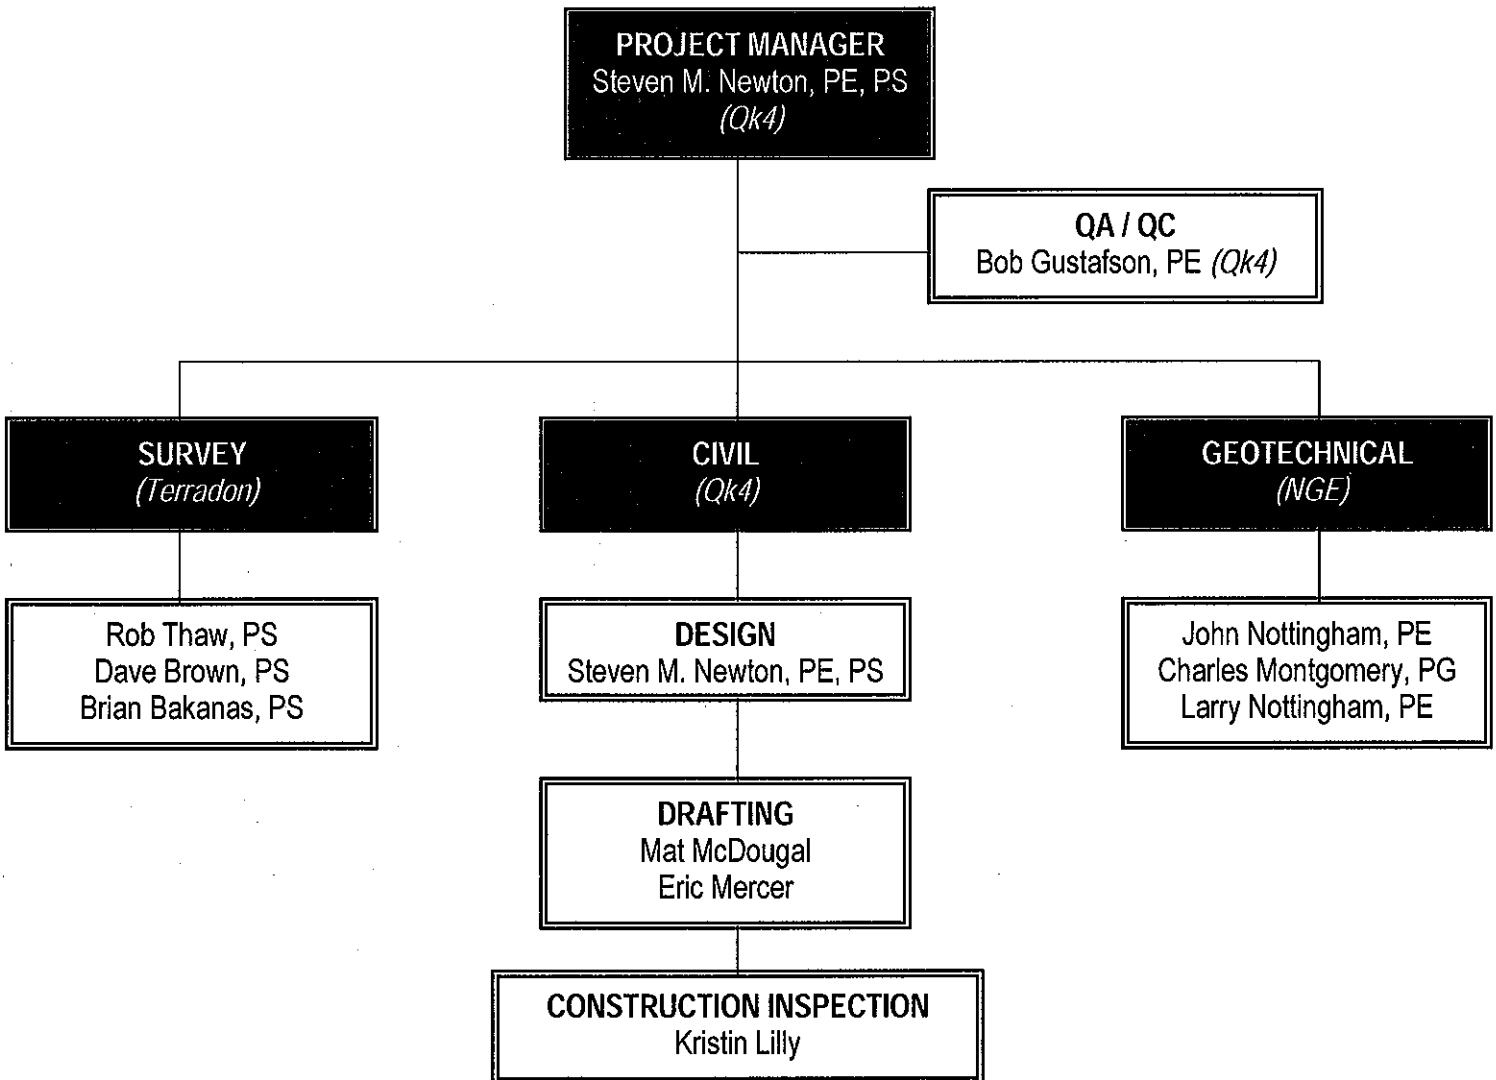 PROJECT MANAGER
Steven M. Newton, PE, PS
(Qk4)
QA / QC
Bob Gustafson, PE (Qk4)
SURVEY
(Terradon)
CIVIL
(Qk4)
GEOTECHNICAL
(NGE)
Rob Thaw, PS
Dave Brown, PS
Brian Bakanas, PS
DESIGN
Steven M. Newton, PE, PS
John Nottingham, PE
Charles Montgomery, PG
Larry Nottingham, PE
DRAFTING
Mat McDougal
Eric Mercer
CONSTRUCTION INSPECTION
Kristin Lilly